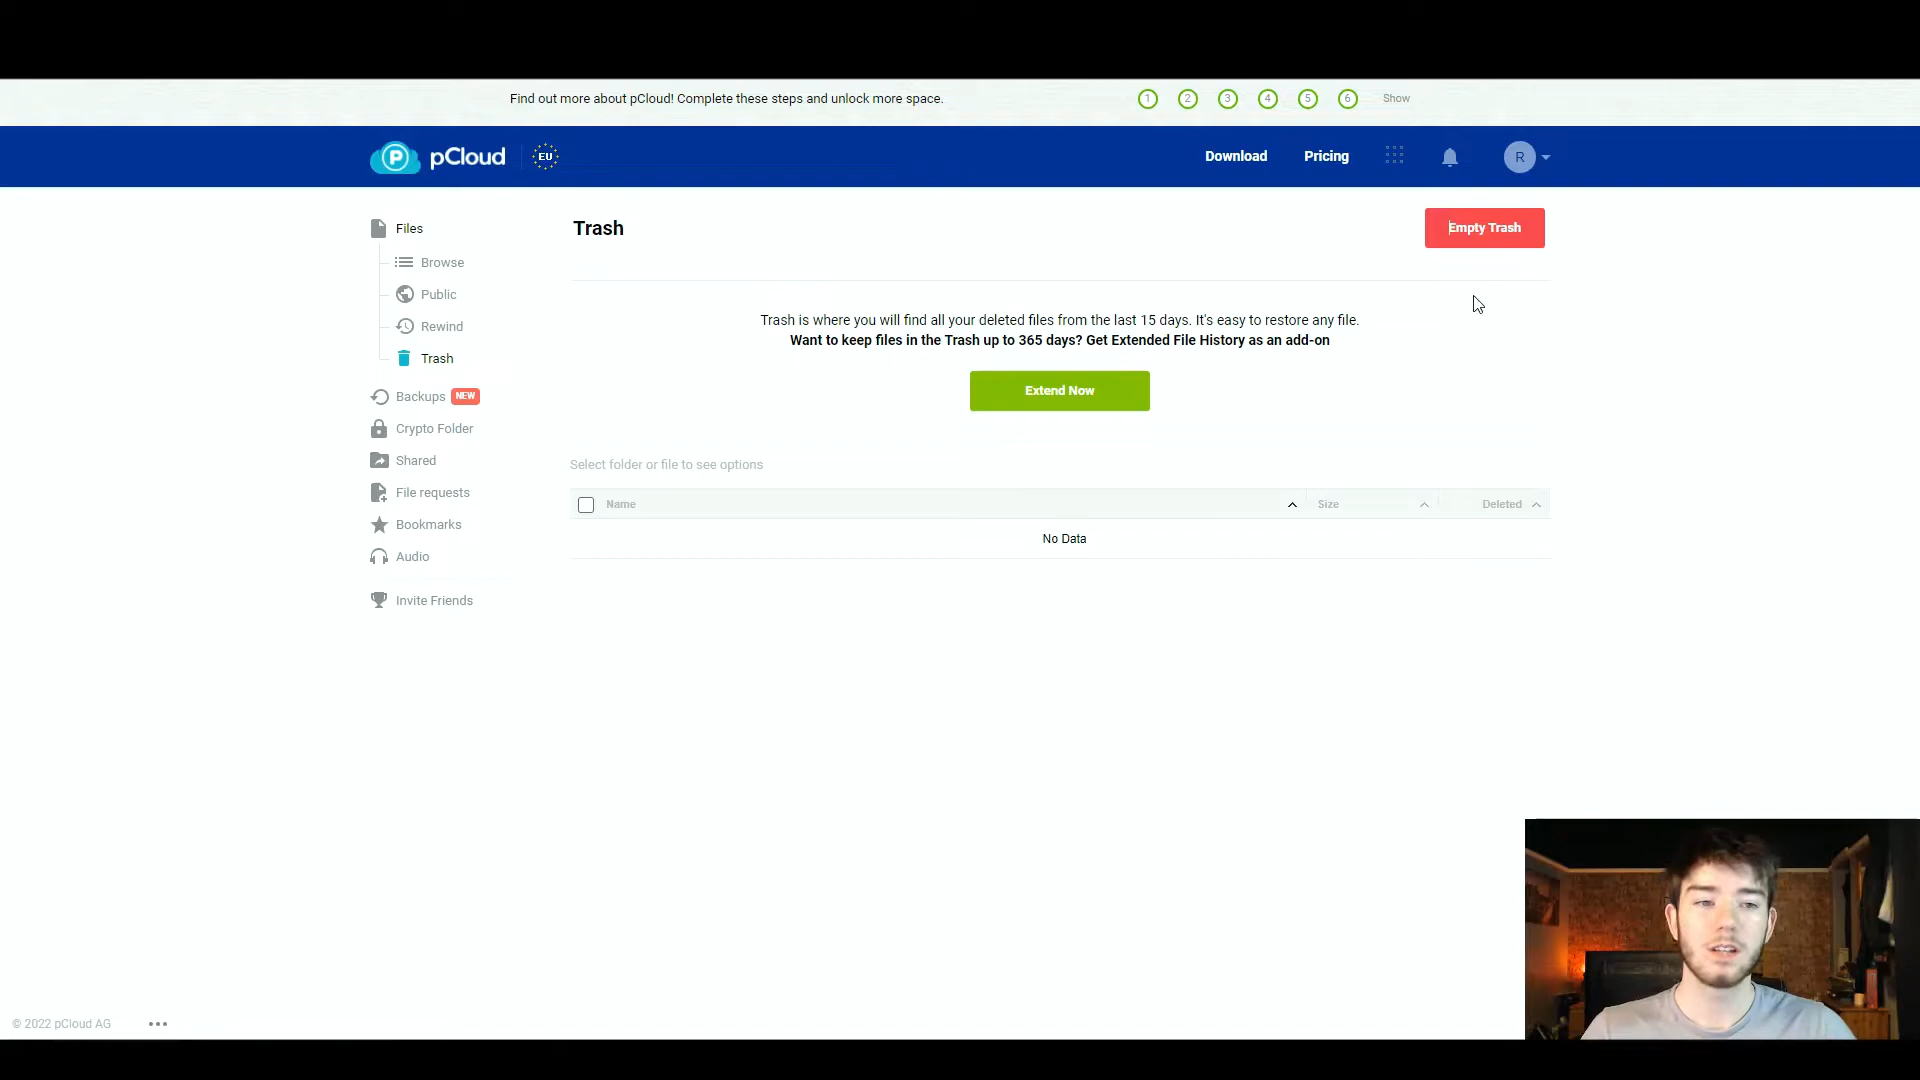 Find out more about pCloud! Complete these steps and unlock more space.
1 2 3 4 5 6 Show
P pCloud EU
Download Pricing R
Files
Browse
Public
Rewind
Trash
Backups NEW
Crypto Folder
Shared
File requests
Bookmarks
Audio
Invite Friends
Trash
Empty Trash
Trash is where you will find all your deleted files from the last 15 days. It's easy to restore any file.
Want to keep files in the Trash up to 365 days? Get Extended File History as an add-on
Extend Now
Select folder or file to see options
Name Size Deleted
No Data
© 2022 pCloud AG